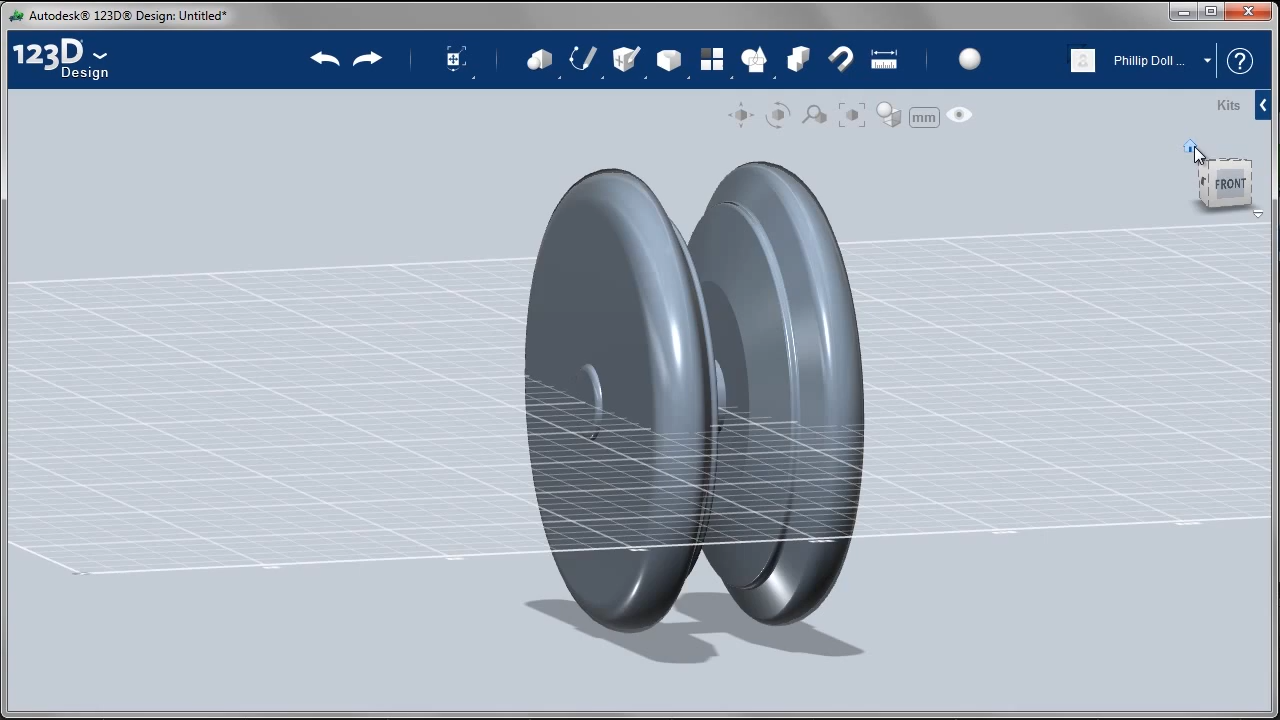 Autodesk® 123D® Design: Untitled*
123D
Design
Phillip Doll ...
?
mm
Kits
FRONT